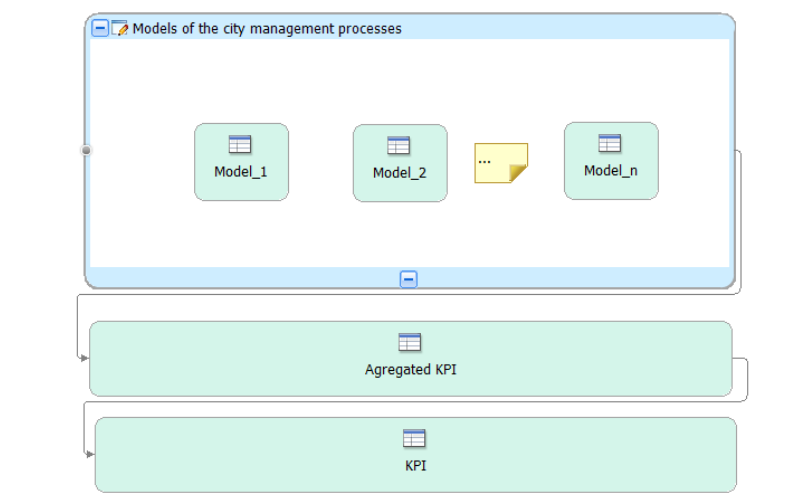 Models of the city management processes
Model_1
Model_2
...
Model_n
Agregated KPI
KPI